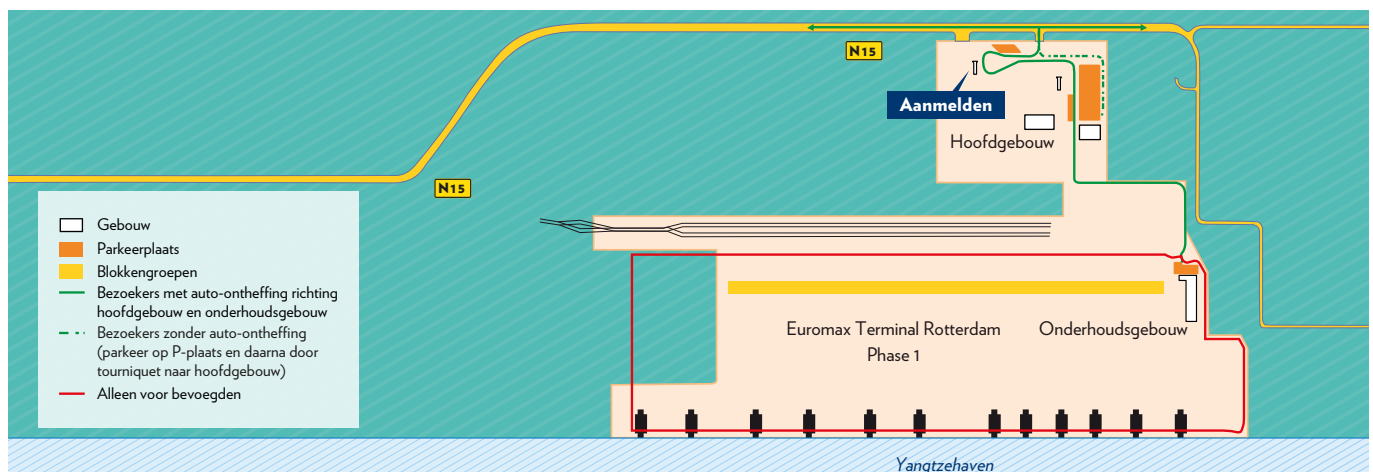 N15
Aanmelden
Hoofdgebouw
N15
Gebouw
Parkeerplaats
Blokkengroepen
Bezoekers met auto-ontheffing richting
hoofdgebouw en onderhoudsgebouw
Bezoekers zonder auto-ontheffing
(parkeer op P-plaats en daarna door
tourniquet naar hoofdgebouw)
Alleen voor bevoegden
Euromax Terminal Rotterdam
Phase 1
Onderhoudsgebouw
Yangtzehaven